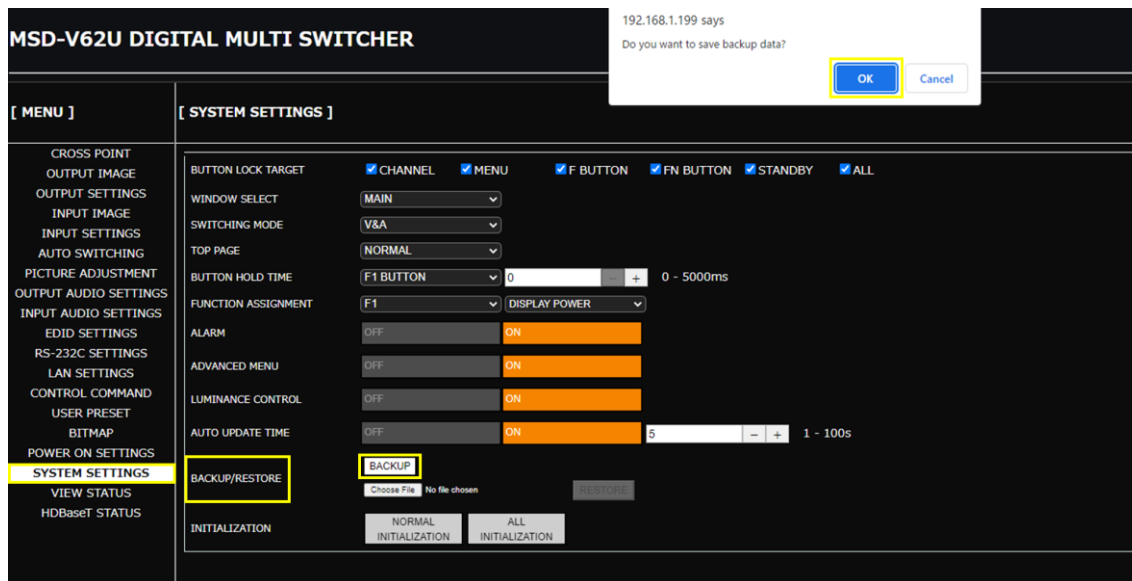 192.168.1.199 says
Do you want to save backup data?
OK Cancel
MSD-V62U DIGITAL MULTI SWITCHER
[ MENU ]
CROSS POINT
OUTPUT IMAGE
OUTPUT SETTINGS
INPUT IMAGE
INPUT SETTINGS
AUTO SWITCHING
PICTURE ADJUSTMENT
OUTPUT AUDIO SETTINGS
INPUT AUDIO SETTINGS
EDID SETTINGS
RS-232C SETTINGS
LAN SETTINGS
CONTROL COMMAND
USER PRESET
BITMAP
POWER ON SETTINGS
SYSTEM SETTINGS
VIEW STATUS
HDBaseT STATUS
[ SYSTEM SETTINGS ]
BUTTON LOCK TARGET CHANNEL MENU F BUTTON FN BUTTON STANDBY ALL
WINDOW SELECT MAIN
SWITCHING MODE V&A
TOP PAGE NORMAL
BUTTON HOLD TIME F1 BUTTON 0 - + 0 - 5000ms
FUNCTION ASSIGNMENT F1 DISPLAY POWER
ALARM OFF ON
ADVANCED MENU OFF ON
LUMINANCE CONTROL OFF ON
AUTO UPDATE TIME OFF ON 5 - + 1 - 100s
BACKUP/RESTORE BACKUP
Choose File No file chosen RESTORE
INITIALIZATION NORMAL INITIALIZATION ALL INITIALIZATION